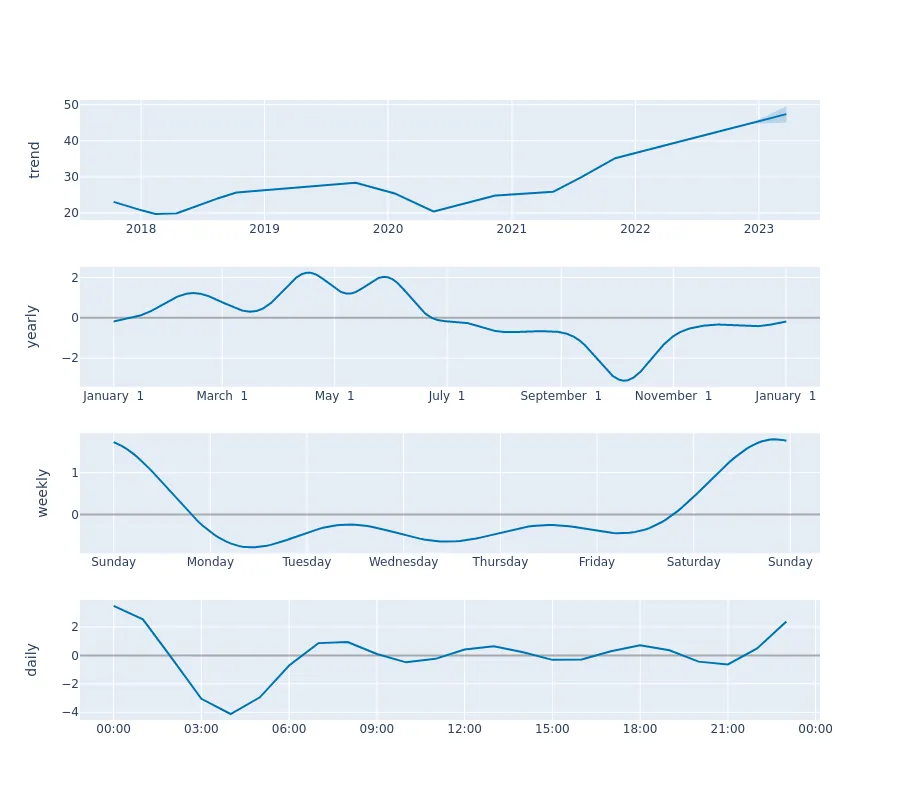 trend
50
40
30
20
2018 2019 2020 2021 2022 2023
yearly
2
0
−2
January 1 March 1 May 1 July 1 September 1 November 1 January 1
weekly
1
0
Sunday Monday Tuesday Wednesday Thursday Friday Saturday Sunday
daily
2
0
−2
−4
00:00 03:00 06:00 09:00 12:00 15:00 18:00 21:00 00:00